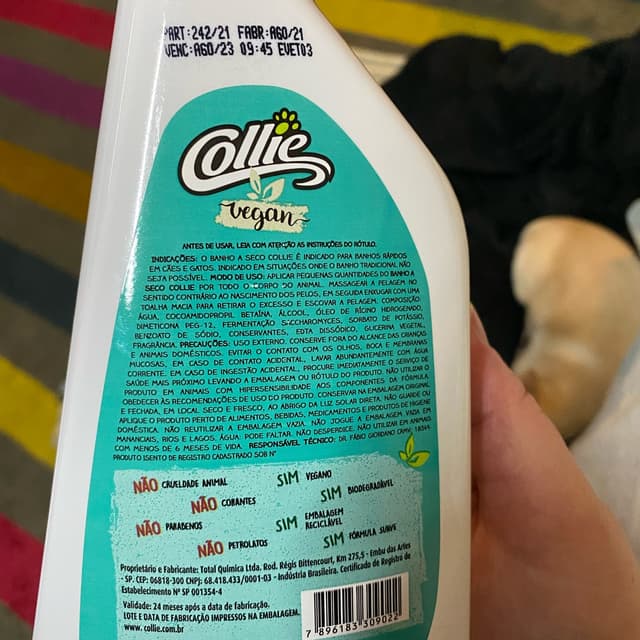 PART:242/21 FABR:AGO/21
VENC:AGO/23 09:45 EVET03
Collie
vegan
ANTES DE USAR, LEIA COM ATENÇÃO AS INSTRUÇÕES DO RÓTULO.
INDICAÇÕES: O BANHO A SECO COLLIE É INDICADO PARA BANHOS RÁPIDOS
EM CÃES E GATOS. INDICADO EM SITUAÇÕES ONDE O BANHO TRADICIONAL NÃO
SEJA POSSÍVEL. MODO DE USO: APLICAR PEQUENAS QUANTIDADES DO BANHO A
SECO COLLIE POR TODO O CORPO DO ANIMAL. MASSAGEAR A PELAGEM NO
SENTIDO CONTRÁRIO AO NASCIMENTO DOS PELOS, EM SEGUIDA ENXUGAR COM UMA
TOALHA MACIA PARA RETIRAR O EXCESSO E ESCOVAR A PELAGEM. COMPOSIÇÃO:
ÁGUA, COCOAMIDOPROPIL BETAÍNA, ÁLCOOL, ÓLEO DE RÍCINO HIDROGENADO,
DIMETICONA PEG-12, FERMENTAÇÃO SACCHAROMYCES, SORBATO DE POTÁSSIO,
BENZOATO DE SÓDIO, CONSERVANTES, EDTA DISSÓDICO, GLICERINA VEGETAL,
FRAGRÂNCIA. PRECAUÇÕES: USO EXTERNO. CONSERVE FORA DO ALCANCE DAS CRIANÇAS
E ANIMAIS DOMÉSTICOS. EVITAR O CONTATO COM OS OLHOS, BOCA E MEMBRANAS
MUCOSAS, EM CASO DE CONTATO ACIDENTAL, LAVAR ABUNDANTEMENTE COM ÁGUA
CORRENTE. EM CASO DE INGESTÃO ACIDENTAL, PROCURE IMEDIATAMENTE O SERVIÇO DE
SAÚDE MAIS PRÓXIMO LEVANDO A EMBALAGEM OU RÓTULO DO PRODUTO. NÃO UTILIZAR O
PRODUTO EM ANIMAIS COM HIPERSENSIBILIDADE AOS COMPONENTES DA FÓRMULA.
OBEDECER ÀS RECOMENDAÇÕES DE USO DO PRODUTO. CONSERVAR NA EMBALAGEM ORIGINAL
E FECHADA, EM LOCAL SECO E FRESCO, AO ABRIGO DA LUZ SOLAR DIRETA. NÃO GUARDE OU
APLIQUE O PRODUTO PERTO DE ALIMENTOS, BEBIDAS, MEDICAMENTOS E PRODUTOS DE HIGIENE
DOMÉSTICA. NÃO REUTILIZAR A EMBALAGEM VAZIA. NÃO JOGUE A EMBALAGEM VAZIA EM
MANANCIAIS, RIOS E LAGOS. ÁGUA: PODE FALTAR. NÃO DESPERDICE. NÃO UTILIZAR EM ANIMAIS
COM MENOS DE 6 MESES DE VIDA. RESPONSÁVEL TÉCNICO: DR. FÁBIO GIORDANO CRMV. 18344.
PRODUTO ISENTO DE REGISTRO CADASTRADO SOB Nº
NÃO CRUELDADE ANIMAL SIM VEGANO
NÃO CORANTES SIM BIODEGRADÁVEL
NÃO PARABENOS SIM EMBALAGEM RECICLÁVEL
NÃO PETROLATOS SIM FÓRMULA SUAVE
Proprietário e Fabricante: Total Química Ltda. Rod. Régis Bittencourt, Km 275,5 - Embu das Artes
- SP. CEP: 06818-300 CNPJ: 68.418.433/0001-03 - Indústria Brasileira. Certificado de Registro de
Estabelecimento Nº SP 001354-4
Validade: 24 meses após a data de fabricação.
LOTE E DATA DE FABRICAÇÃO IMPRESSOS NA EMBALAGEM.
www.collie.com.br
7 896183 309022